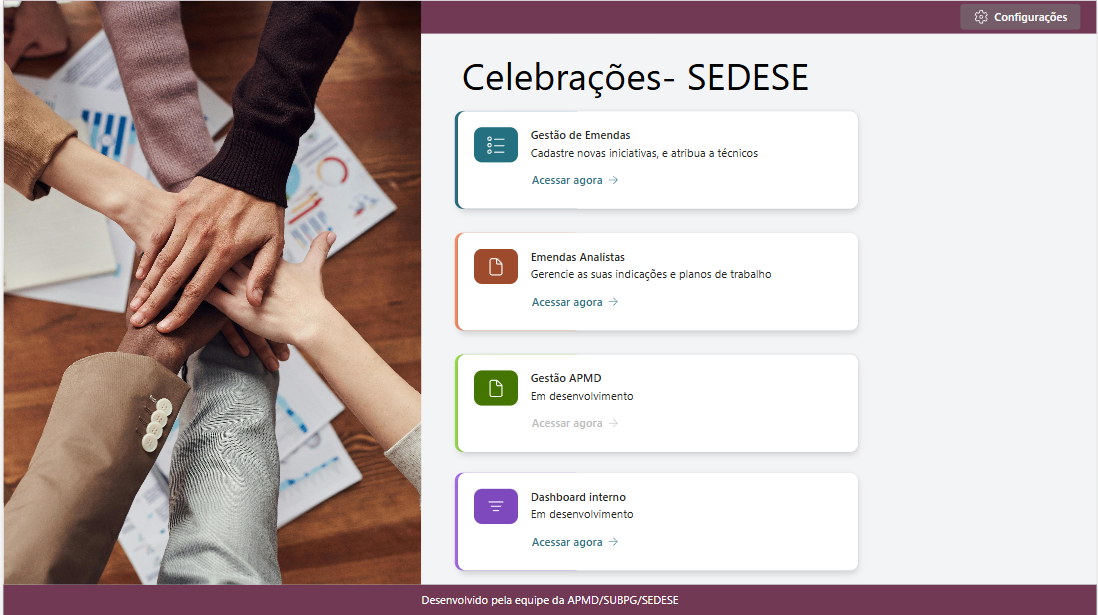 Configurações
Celebrações- SEDESE
Gestão de Emendas
Cadastre novas iniciativas, e atribua a técnicos
Acessar agora
Emendas Analistas
Gerencie as suas indicações e planos de trabalho
Acessar agora
Gestão APMD
Em desenvolvimento
Acessar agora
Dashboard interno
Em desenvolvimento
Acessar agora
Desenvolvido pela equipe da APMD/SUBPG/SEDESE